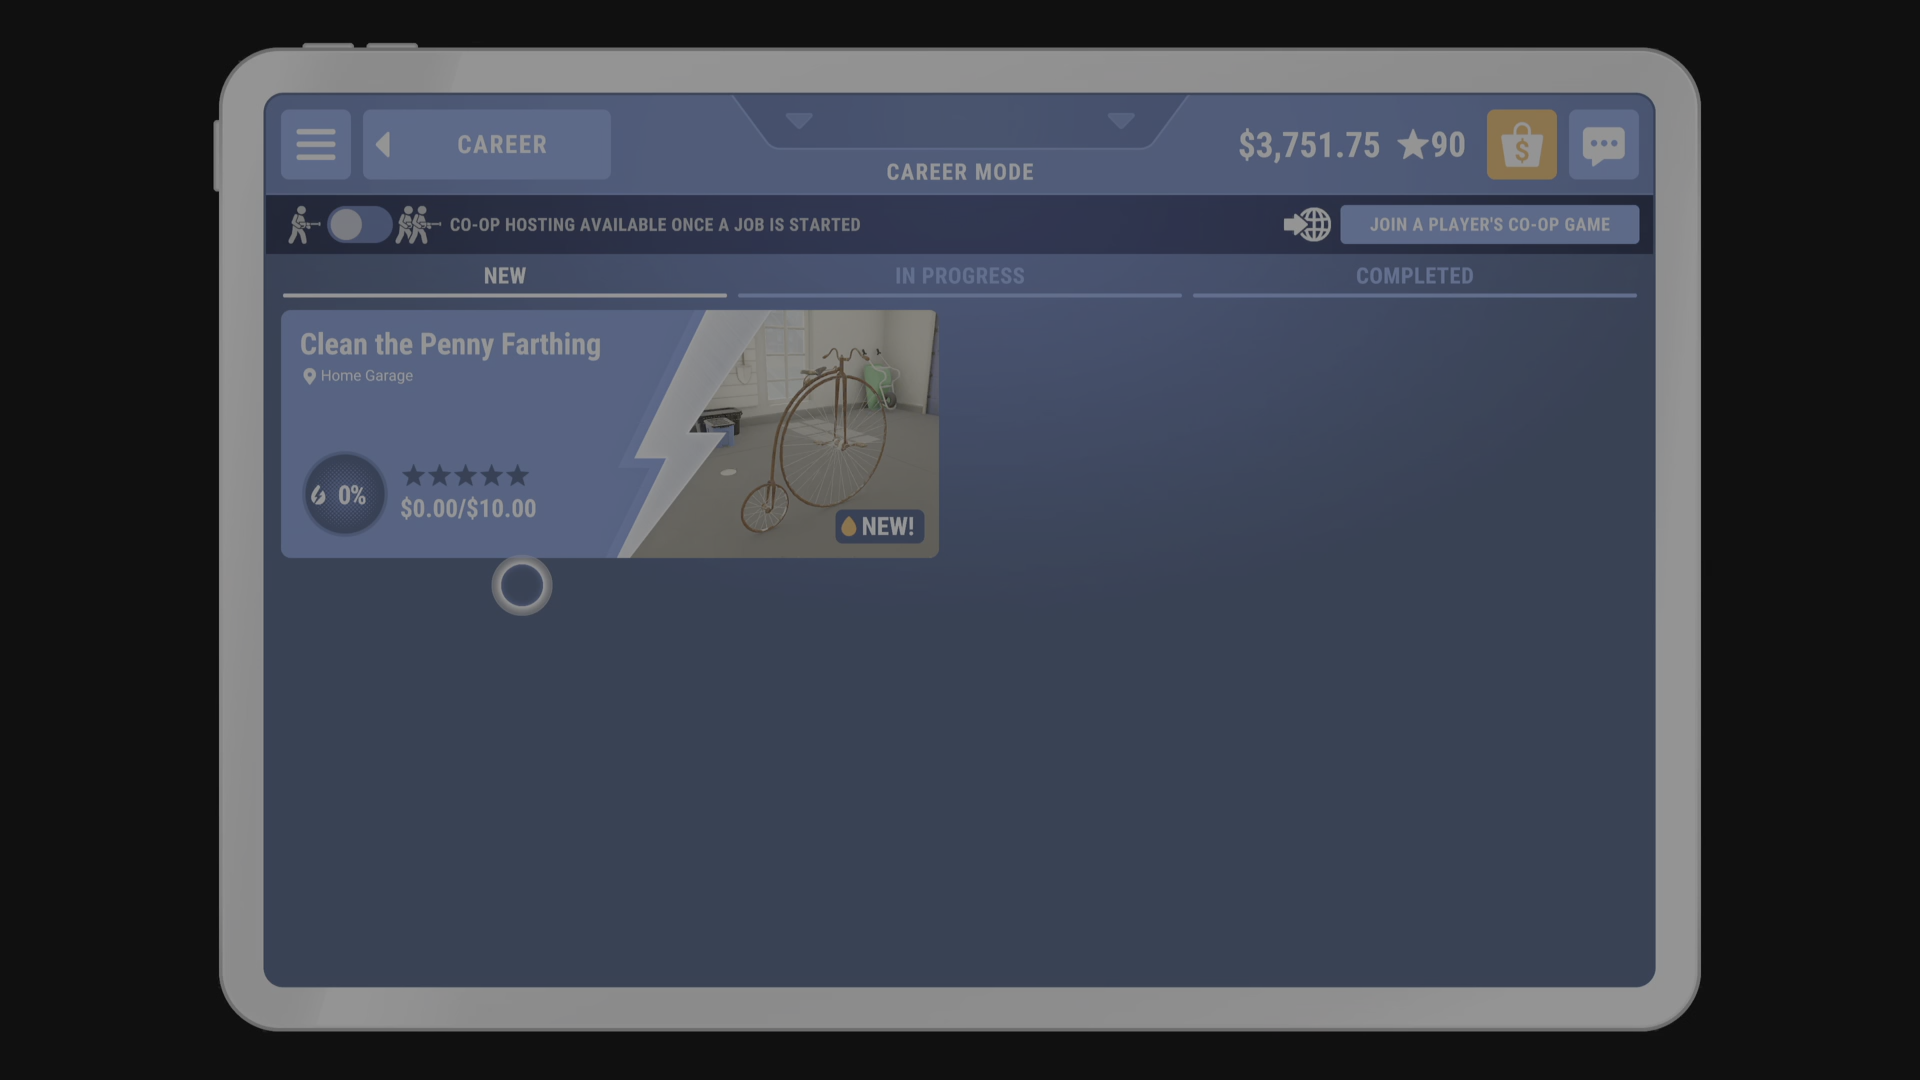 CAREER
CAREER MODE
$3,751.75 ★90
CO-OP HOSTING AVAILABLE ONCE A JOB IS STARTED
JOIN A PLAYER'S CO-OP GAME
NEW
IN PROGRESS
COMPLETED
Clean the Penny Farthing
Home Garage
0%
$0.00/$10.00
NEW!